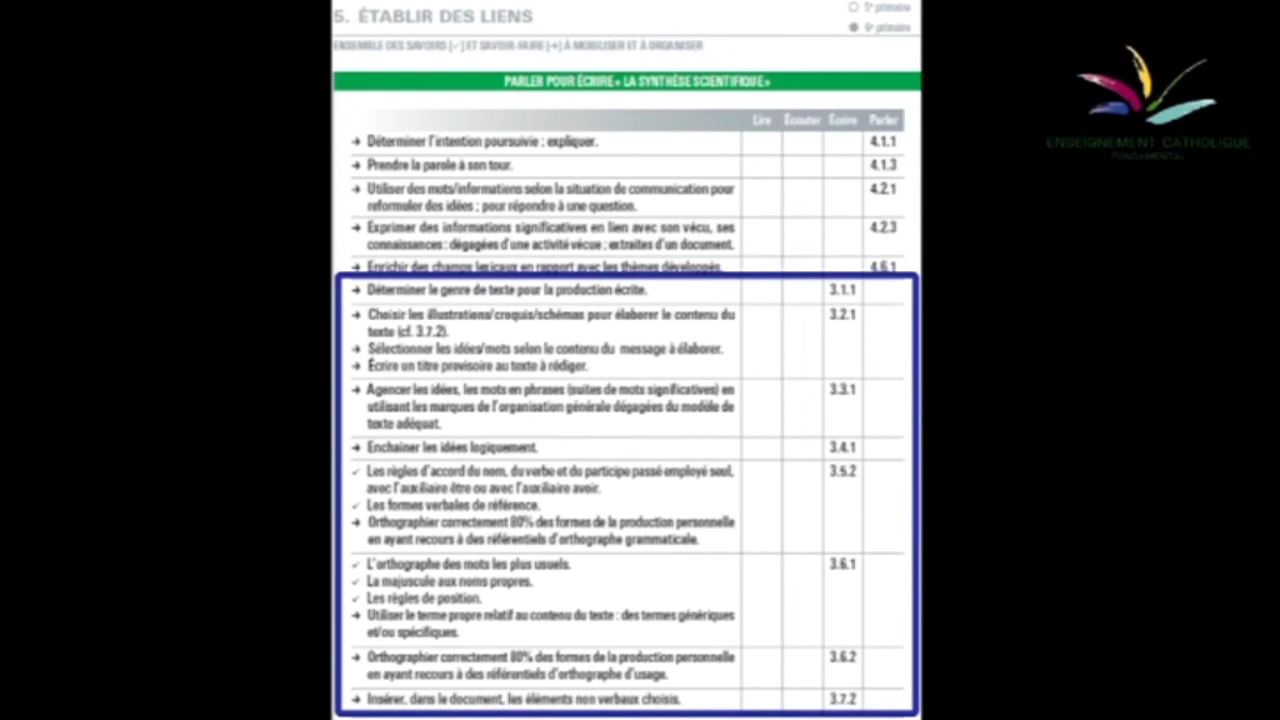 5. ÉTABLIR DES LIENS
5e primaire
6e primaire
ENSEMBLE DES SAVOIRS [✓] ET SAVOIR-FAIRE [➔] À MOBILISER ET À ORGANISER
PARLER POUR ÉCRIRE « LA SYNTHÈSE SCIENTIFIQUE »
Lire Écouter Écrire Parler
➔ Déterminer l'intention poursuivie : expliquer. 4.1.1
➔ Prendre la parole à son tour. 4.1.3
➔ Utiliser des mots/informations selon la situation de communication pour 4.2.1
reformuler des idées ; pour répondre à une question.
➔ Exprimer des informations significatives en lien avec son vécu, ses 4.2.3
connaissances : dégagées d'une activité vécue ; extraites d'un document.
➔ Enrichir des champs lexicaux en rapport avec les thèmes développés. 4.6.1
➔ Déterminer le genre de texte pour la production écrite. 3.1.1
➔ Choisir les illustrations/croquis/schémas pour élaborer le contenu du 3.2.1
texte (cf. 3.7.2).
➔ Sélectionner les idées/mots selon le contenu du message à élaborer.
➔ Écrire un titre provisoire au texte à rédiger.
➔ Agencer les idées, les mots en phrases (suites de mots significatives) en 3.3.1
utilisant les marques de l'organisation générale dégagées du modèle de
texte adéquat.
➔ Enchainer les idées logiquement. 3.4.1
✓ Les règles d'accord du nom, du verbe et du participe passé employé seul, 3.5.2
avec l'auxiliaire être ou avec l'auxiliaire avoir.
✓ Les formes verbales de référence.
➔ Orthographier correctement 80% des formes de la production personnelle
en ayant recours à des référentiels d'orthographe grammaticale.
✓ L'orthographe des mots les plus usuels. 3.6.1
✓ La majuscule aux noms propres.
✓ Les règles de position.
➔ Utiliser le terme propre relatif au contenu du texte : des termes génériques
et/ou spécifiques.
➔ Orthographier correctement 80% des formes de la production personnelle 3.6.2
en ayant recours à des référentiels d'orthographe d'usage.
➔ Insérer, dans le document, les éléments non verbaux choisis. 3.7.2
ENSEIGNEMENT CATHOLIQUE
FONDAMENTAL